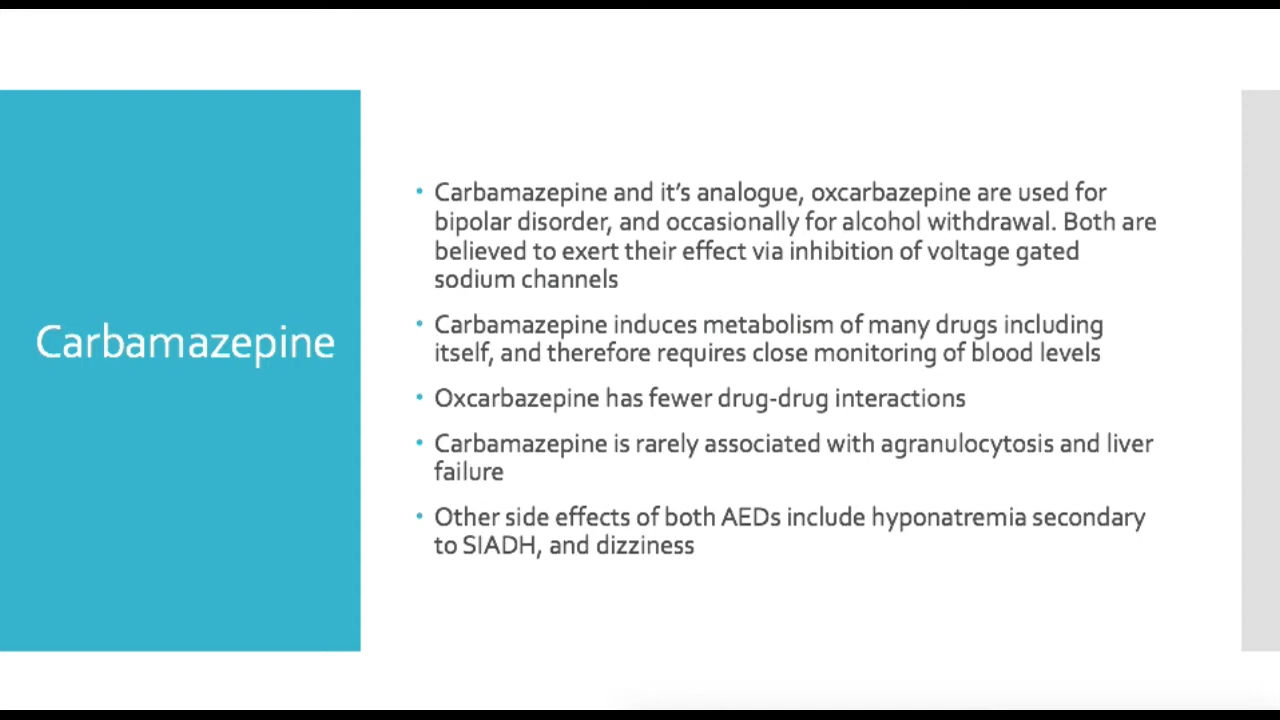 Carbamazepine
• Carbamazepine and it’s analogue, oxcarbazepine are used for
bipolar disorder, and occasionally for alcohol withdrawal. Both are
believed to exert their effect via inhibition of voltage gated
sodium channels
• Carbamazepine induces metabolism of many drugs including
itself, and therefore requires close monitoring of blood levels
• Oxcarbazepine has fewer drug-drug interactions
• Carbamazepine is rarely associated with agranulocytosis and liver
failure
• Other side effects of both AEDs include hyponatremia secondary
to SIADH, and dizziness